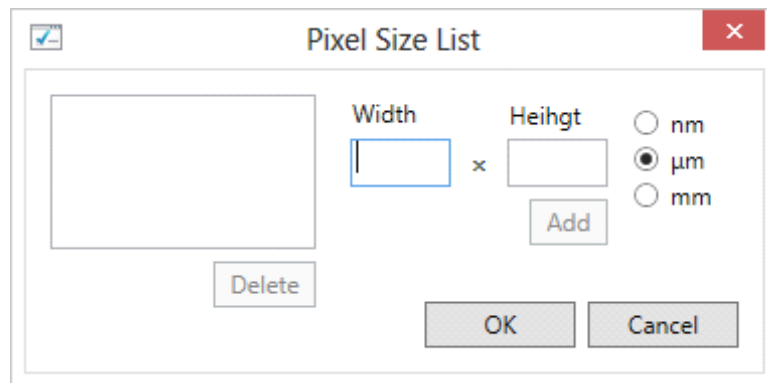 Pixel Size List
Width
Heihgt
nm
×
µm
mm
Add
Delete
OK
Cancel